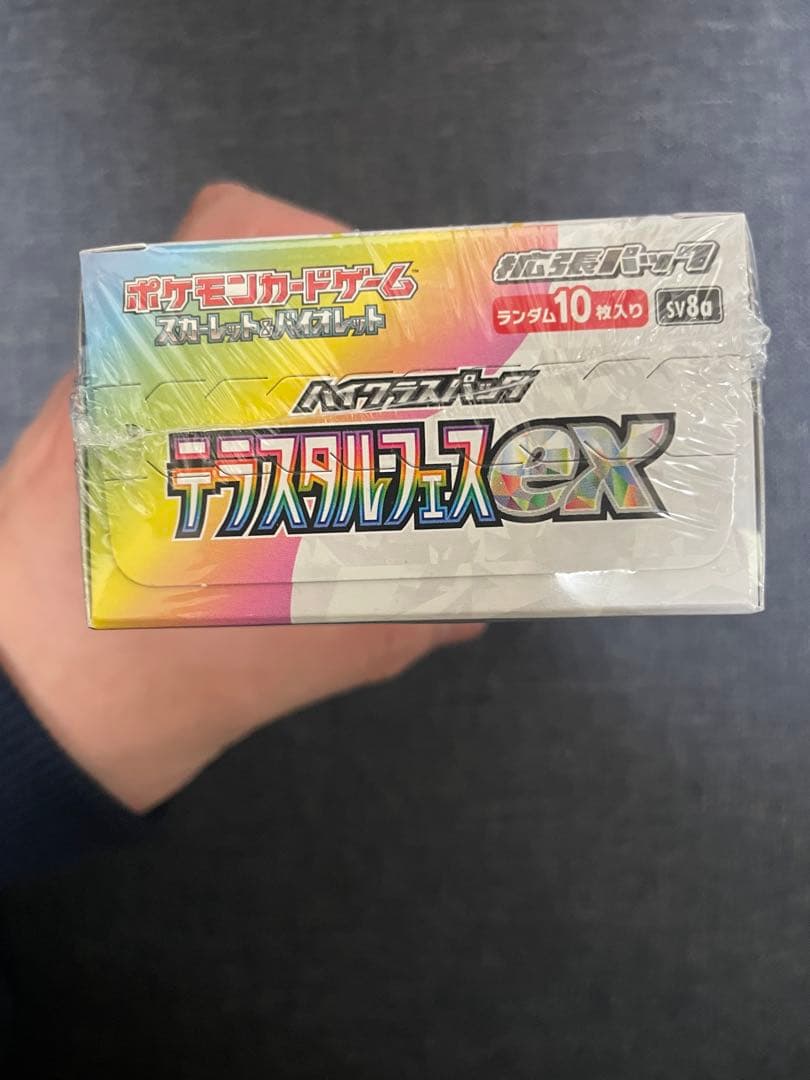 ポケモンカードゲーム™
スカーレット&バイオレット
拡張パック
ランダム10枚入り
SV8a
ハイクラスパック
テラスタルフェスex